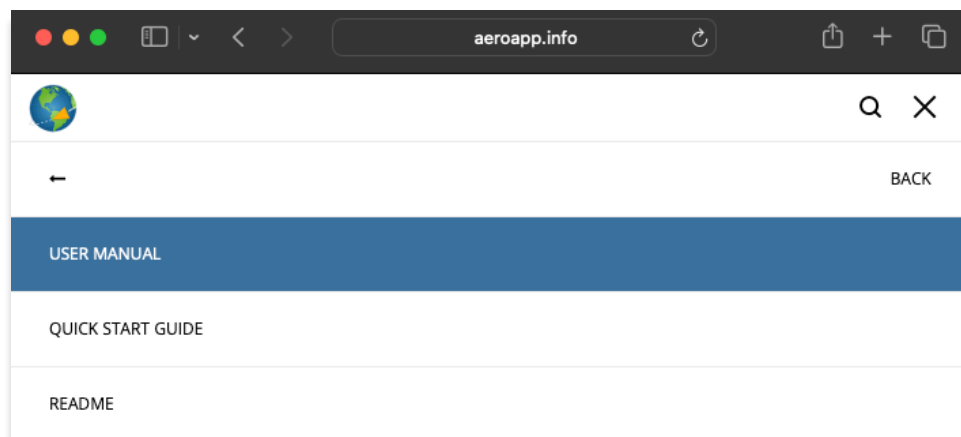 aeroapp.info
BACK
USER MANUAL
QUICK START GUIDE
README